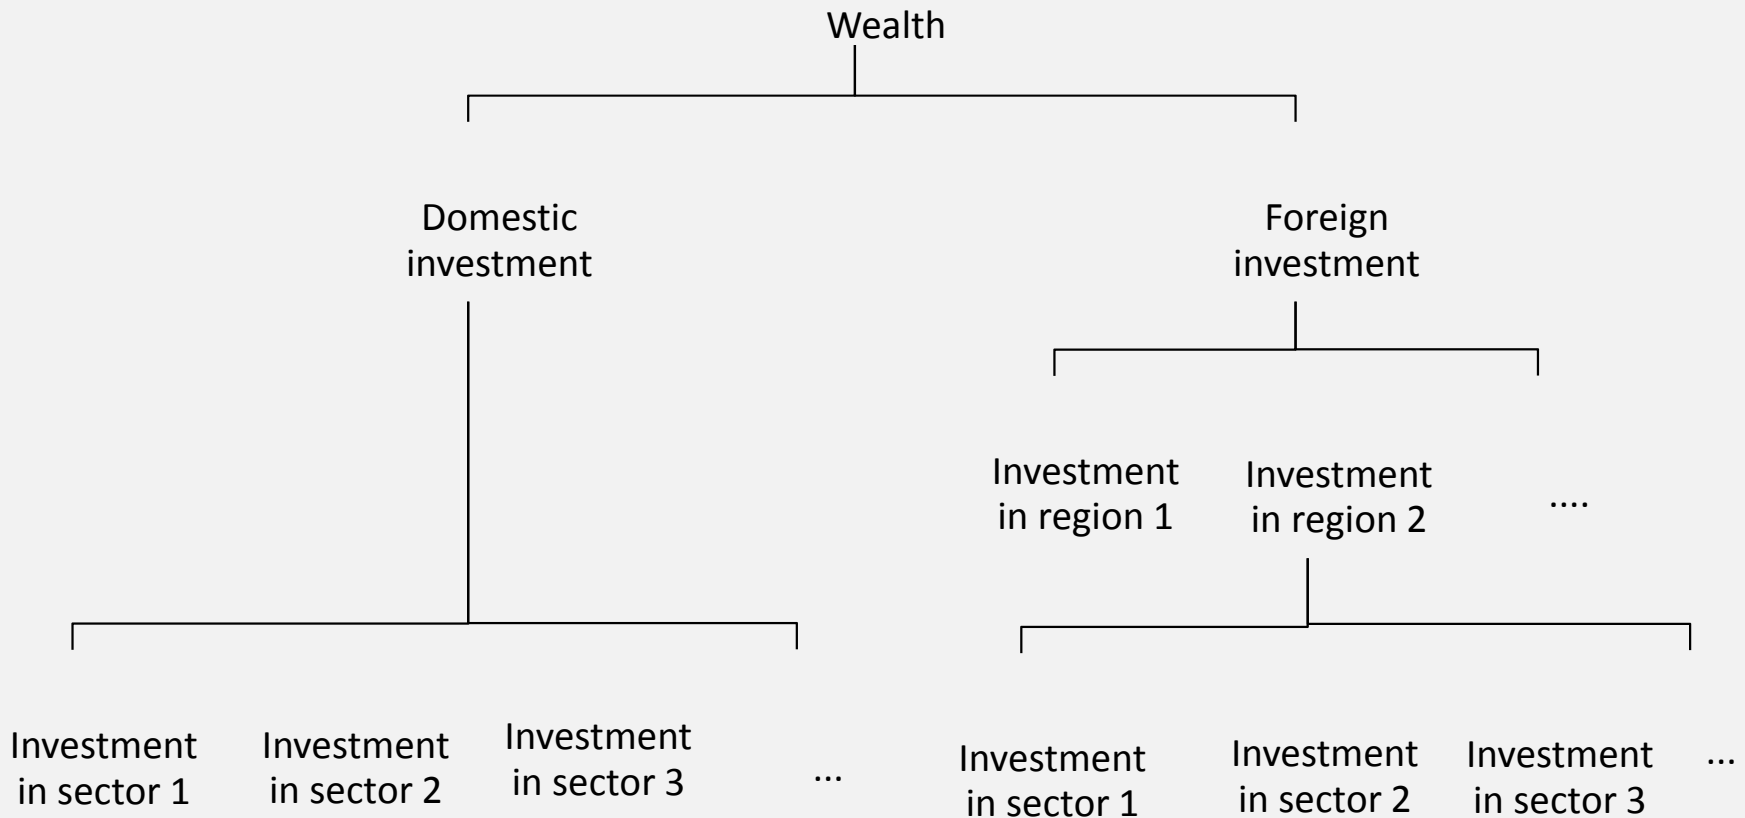 Wealth
Domestic
investment
Foreign
investment
Investment
in region 1
Investment
in region 2
....
Investment
in sector 1
Investment
in sector 2
Investment
in sector 3
...
Investment
in sector 1
Investment
in sector 2
Investment
in sector 3
...